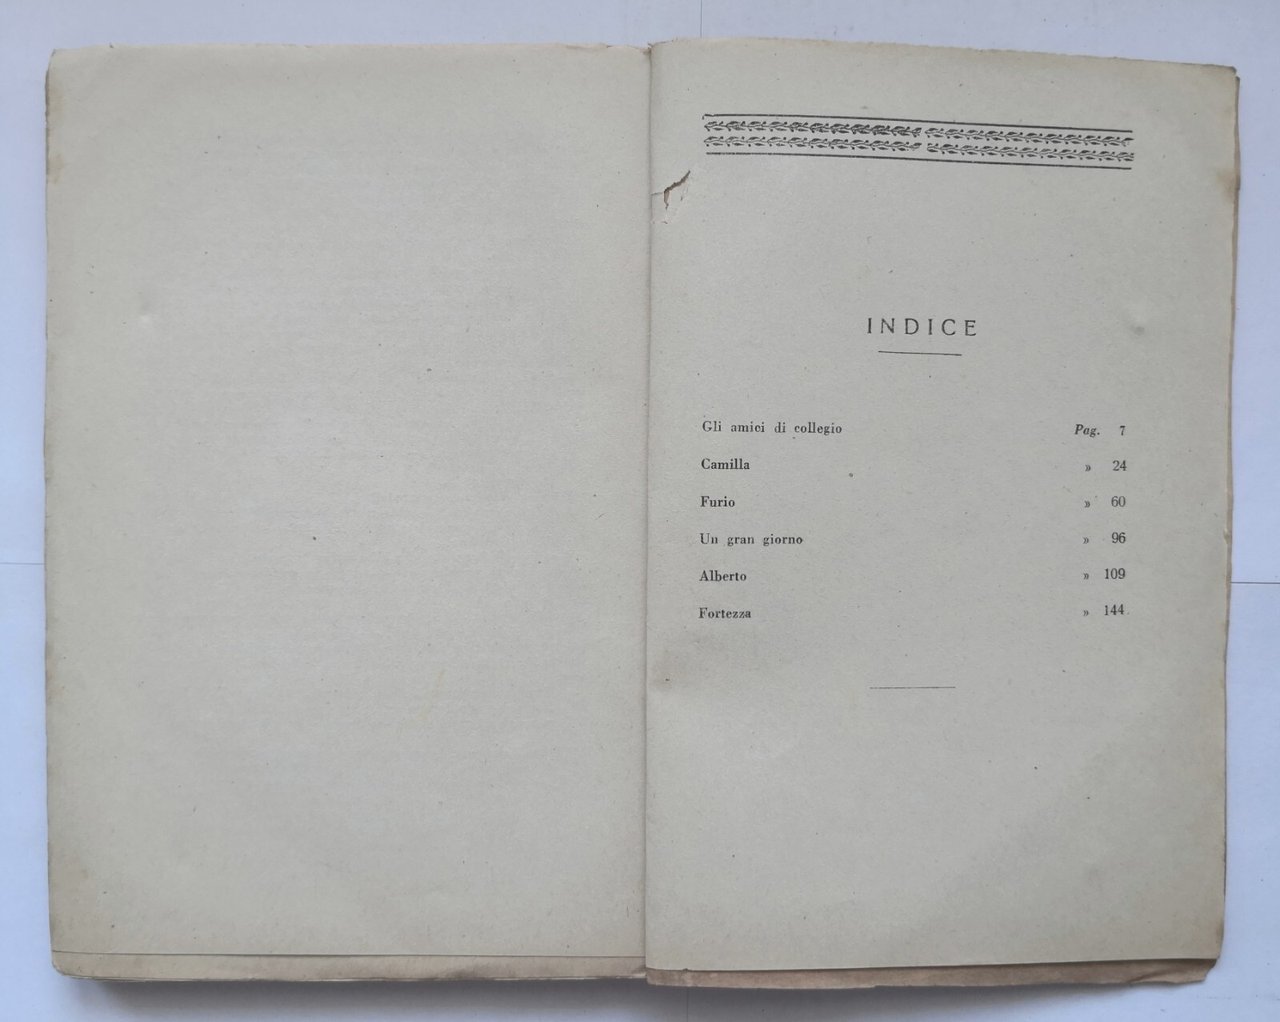 INDICE
Gli amici di collegio Pag. 7
Camilla » 24
Furio » 60
Un gran giorno » 96
Alberto » 109
Fortezza » 144